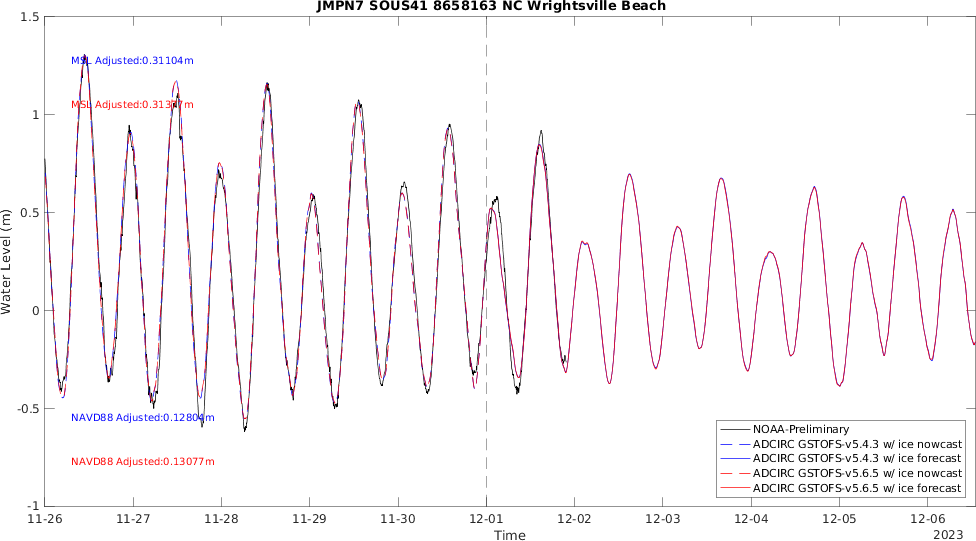 JMPN7 SOUS41 8658163 NC Wrightsville Beach
1.5
MSL Adjusted:0.31104m
MSL Adjusted:0.31377m
1
0.5
Water Level (m)
0
-0.5
NAVD88 Adjusted:0.12804m
NAVD88 Adjusted:0.13077m
NOAA-Preliminary
ADCIRC GSTOFS-v5.4.3 w/ ice nowcast
ADCIRC GSTOFS-v5.4.3 w/ ice forecast
ADCIRC GSTOFS-v5.6.5 w/ ice nowcast
ADCIRC GSTOFS-v5.6.5 w/ ice forecast
-1
11-26 11-27 11-28 11-29 11-30 12-01 12-02 12-03 12-04 12-05 12-06
Time
2023